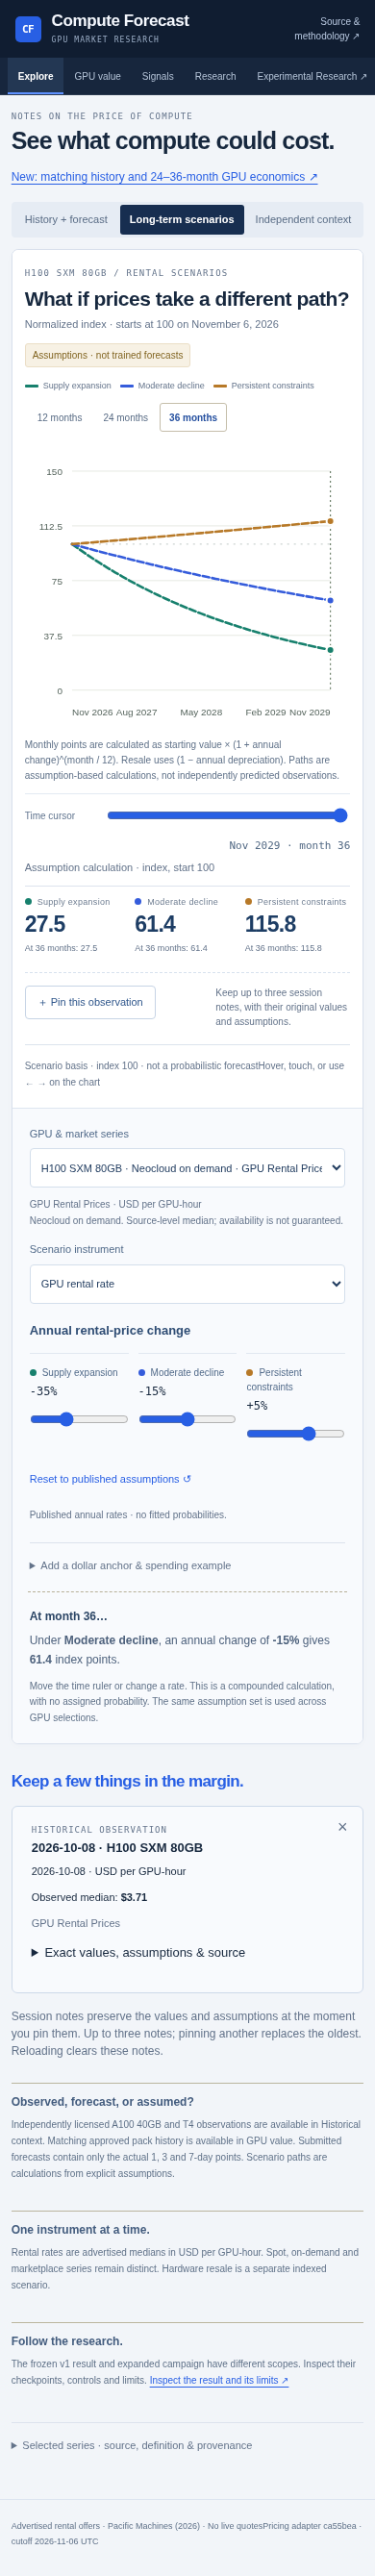 CF
Compute Forecast
GPU MARKET RESEARCH
Source &
methodology ↗
Explore GPU value Signals Research Experimental Research ↗
NOTES ON THE PRICE OF COMPUTE
See what compute could cost.
New: matching history and 24–36-month GPU economics ↗
History + forecast Long-term scenarios Independent context
H100 SXM 80GB / RENTAL SCENARIOS
What if prices take a different path?
Normalized index · starts at 100 on November 6, 2026
Assumptions · not trained forecasts
Supply expansion Moderate decline Persistent constraints
12 months 24 months 36 months
150
112.5
75
37.5
0
Nov 2026 Aug 2027 May 2028 Feb 2029 Nov 2029
Monthly points are calculated as starting value × (1 + annual
change)^(month / 12). Resale uses (1 − annual depreciation). Paths are
assumption-based calculations, not independently predicted observations.
Time cursor
Nov 2029 · month 36
Assumption calculation · index, start 100
Supply expansion Moderate decline Persistent constraints
27.5 61.4 115.8
At 36 months: 27.5 At 36 months: 61.4 At 36 months: 115.8
+ Pin this observation
Keep up to three session
notes, with their original values
and assumptions.
Scenario basis · index 100 · not a probabilistic forecastHover, touch, or use
← → on the chart
GPU & market series
H100 SXM 80GB · Neocloud on demand · GPU Rental Price
GPU Rental Prices · USD per GPU-hour
Neocloud on demand. Source-level median; availability is not guaranteed.
Scenario instrument
GPU rental rate
Annual rental-price change
Supply expansion Moderate decline Persistent
constraints
-35% -15% +5%
Reset to published assumptions ↺
Published annual rates · no fitted probabilities.
▶ Add a dollar anchor & spending example
At month 36…
Under Moderate decline, an annual change of -15% gives
61.4 index points.
Move the time ruler or change a rate. This is a compounded calculation,
with no assigned probability. The same assumption set is used across
GPU selections.
Keep a few things in the margin.
HISTORICAL OBSERVATION ×
2026-10-08 · H100 SXM 80GB
2026-10-08 · USD per GPU-hour
Observed median: $3.71
GPU Rental Prices
▶ Exact values, assumptions & source
Session notes preserve the values and assumptions at the moment
you pin them. Up to three notes; pinning another replaces the oldest.
Reloading clears these notes.
Observed, forecast, or assumed?
Independently licensed A100 40GB and T4 observations are available in Historical
context. Matching approved pack history is available in GPU value. Submitted
forecasts contain only the actual 1, 3 and 7-day points. Scenario paths are
calculations from explicit assumptions.
One instrument at a time.
Rental rates are advertised medians in USD per GPU-hour. Spot, on-demand and
marketplace series remain distinct. Hardware resale is a separate indexed
scenario.
Follow the research.
The frozen v1 result and expanded campaign have different scopes. Inspect their
checkpoints, controls and limits. Inspect the result and its limits ↗
▶ Selected series · source, definition & provenance
Advertised rental offers · Pacific Machines (2026) · No live quotesPricing adapter ca55bea ·
cutoff 2026-11-06 UTC